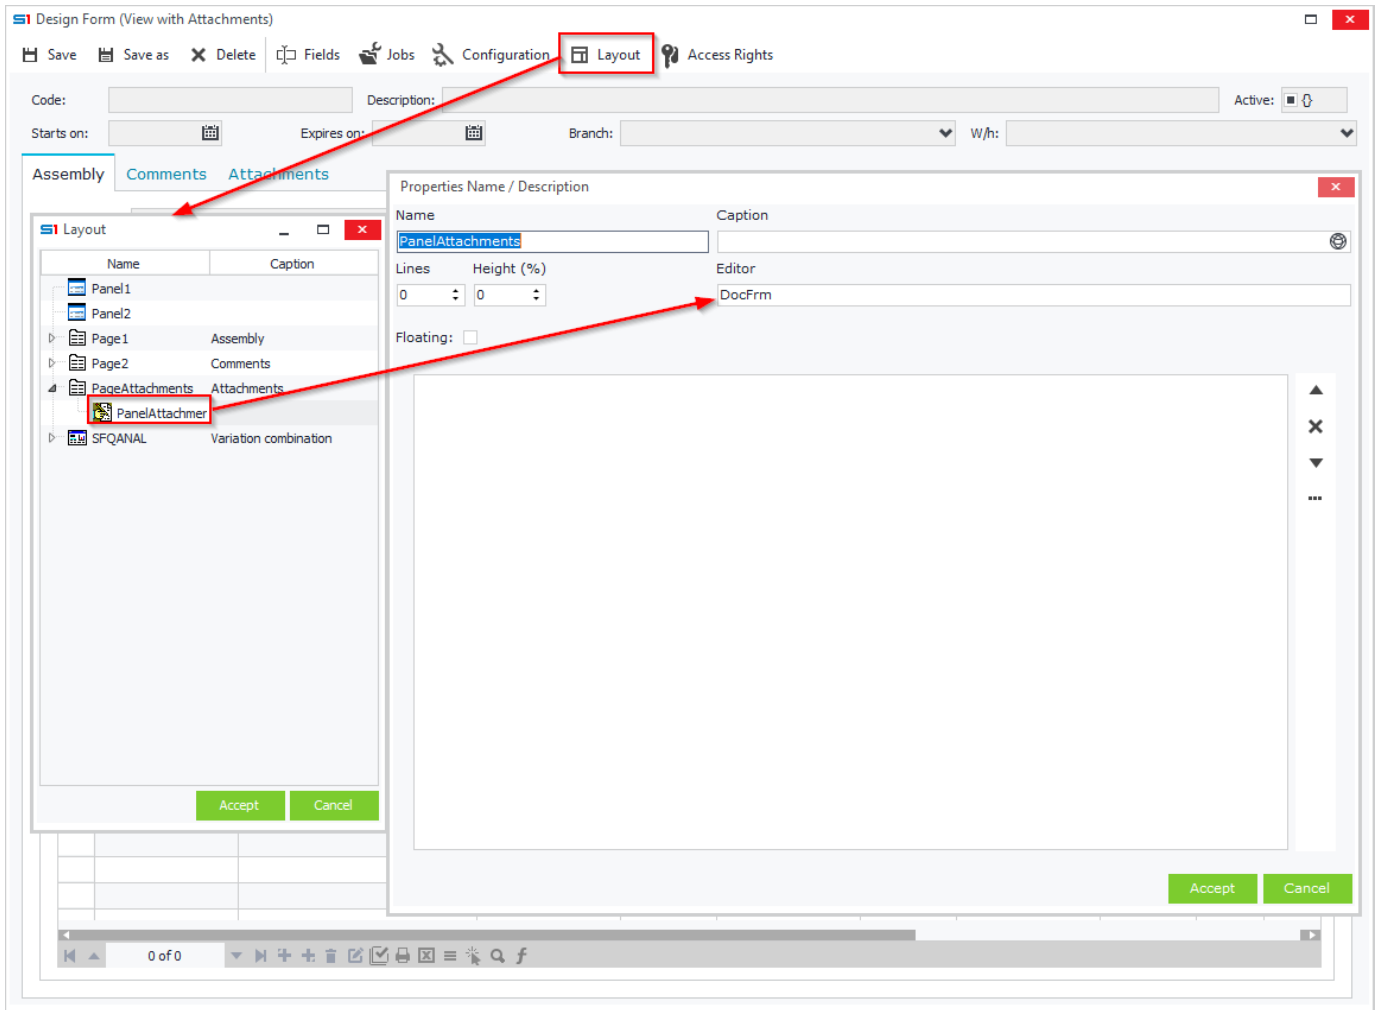 S1 Design Form (View with Attachments)
Save Save as Delete Fields Jobs Configuration Layout Access Rights
Code: Description: Active: {}
Starts on: Expires on: Branch: W/h:
Assembly Comments Attachments
Properties Name / Description
Name Caption
PanelAttachments
Lines Height (%) Editor
0 0 DocFrm
Floating:
Accept Cancel
S1 Layout
Name Caption
Panel1
Panel2
Page1 Assembly
Page2 Comments
PageAttachments Attachments
PanelAttachmer
SFQANAL Variation combination
Accept Cancel
0 of 0